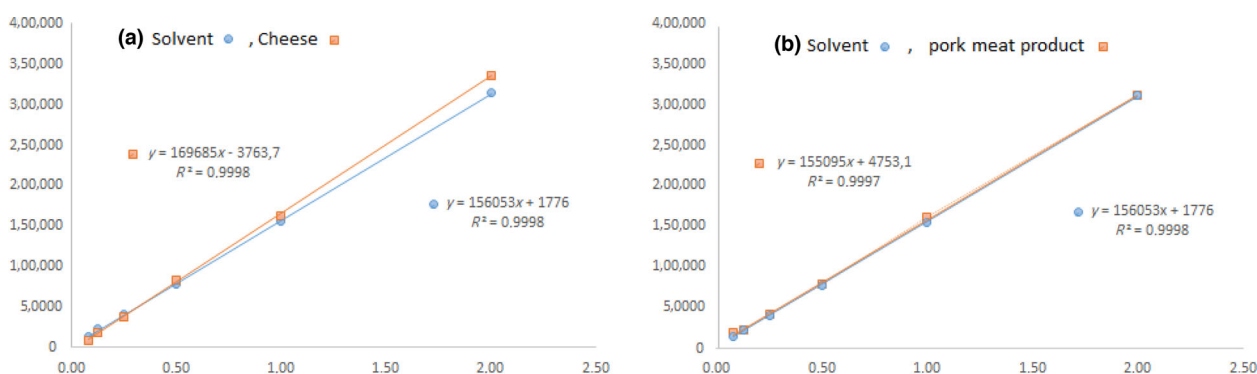 4,00,000
3,50,000
3,00,000
2,50,000
2,00,000
1,50,000
1,00,000
5,0000
0
0.00 0.50 1.00 1.50 2.00 2.50
(a) Solvent , Cheese
y = 169685x - 3763,7
R² = 0.9998
y = 156053x + 1776
R² = 0.9998
4,00,000
3,50,000
3,00,000
2,50,000
2,00,000
1,50,000
1,00,000
5,0000
0
0.00 0.50 1.00 1.50 2.00 2.50
(b) Solvent , pork meat product
y = 155095x + 4753,1
R² = 0.9997
y = 156053x + 1776
R² = 0.9998